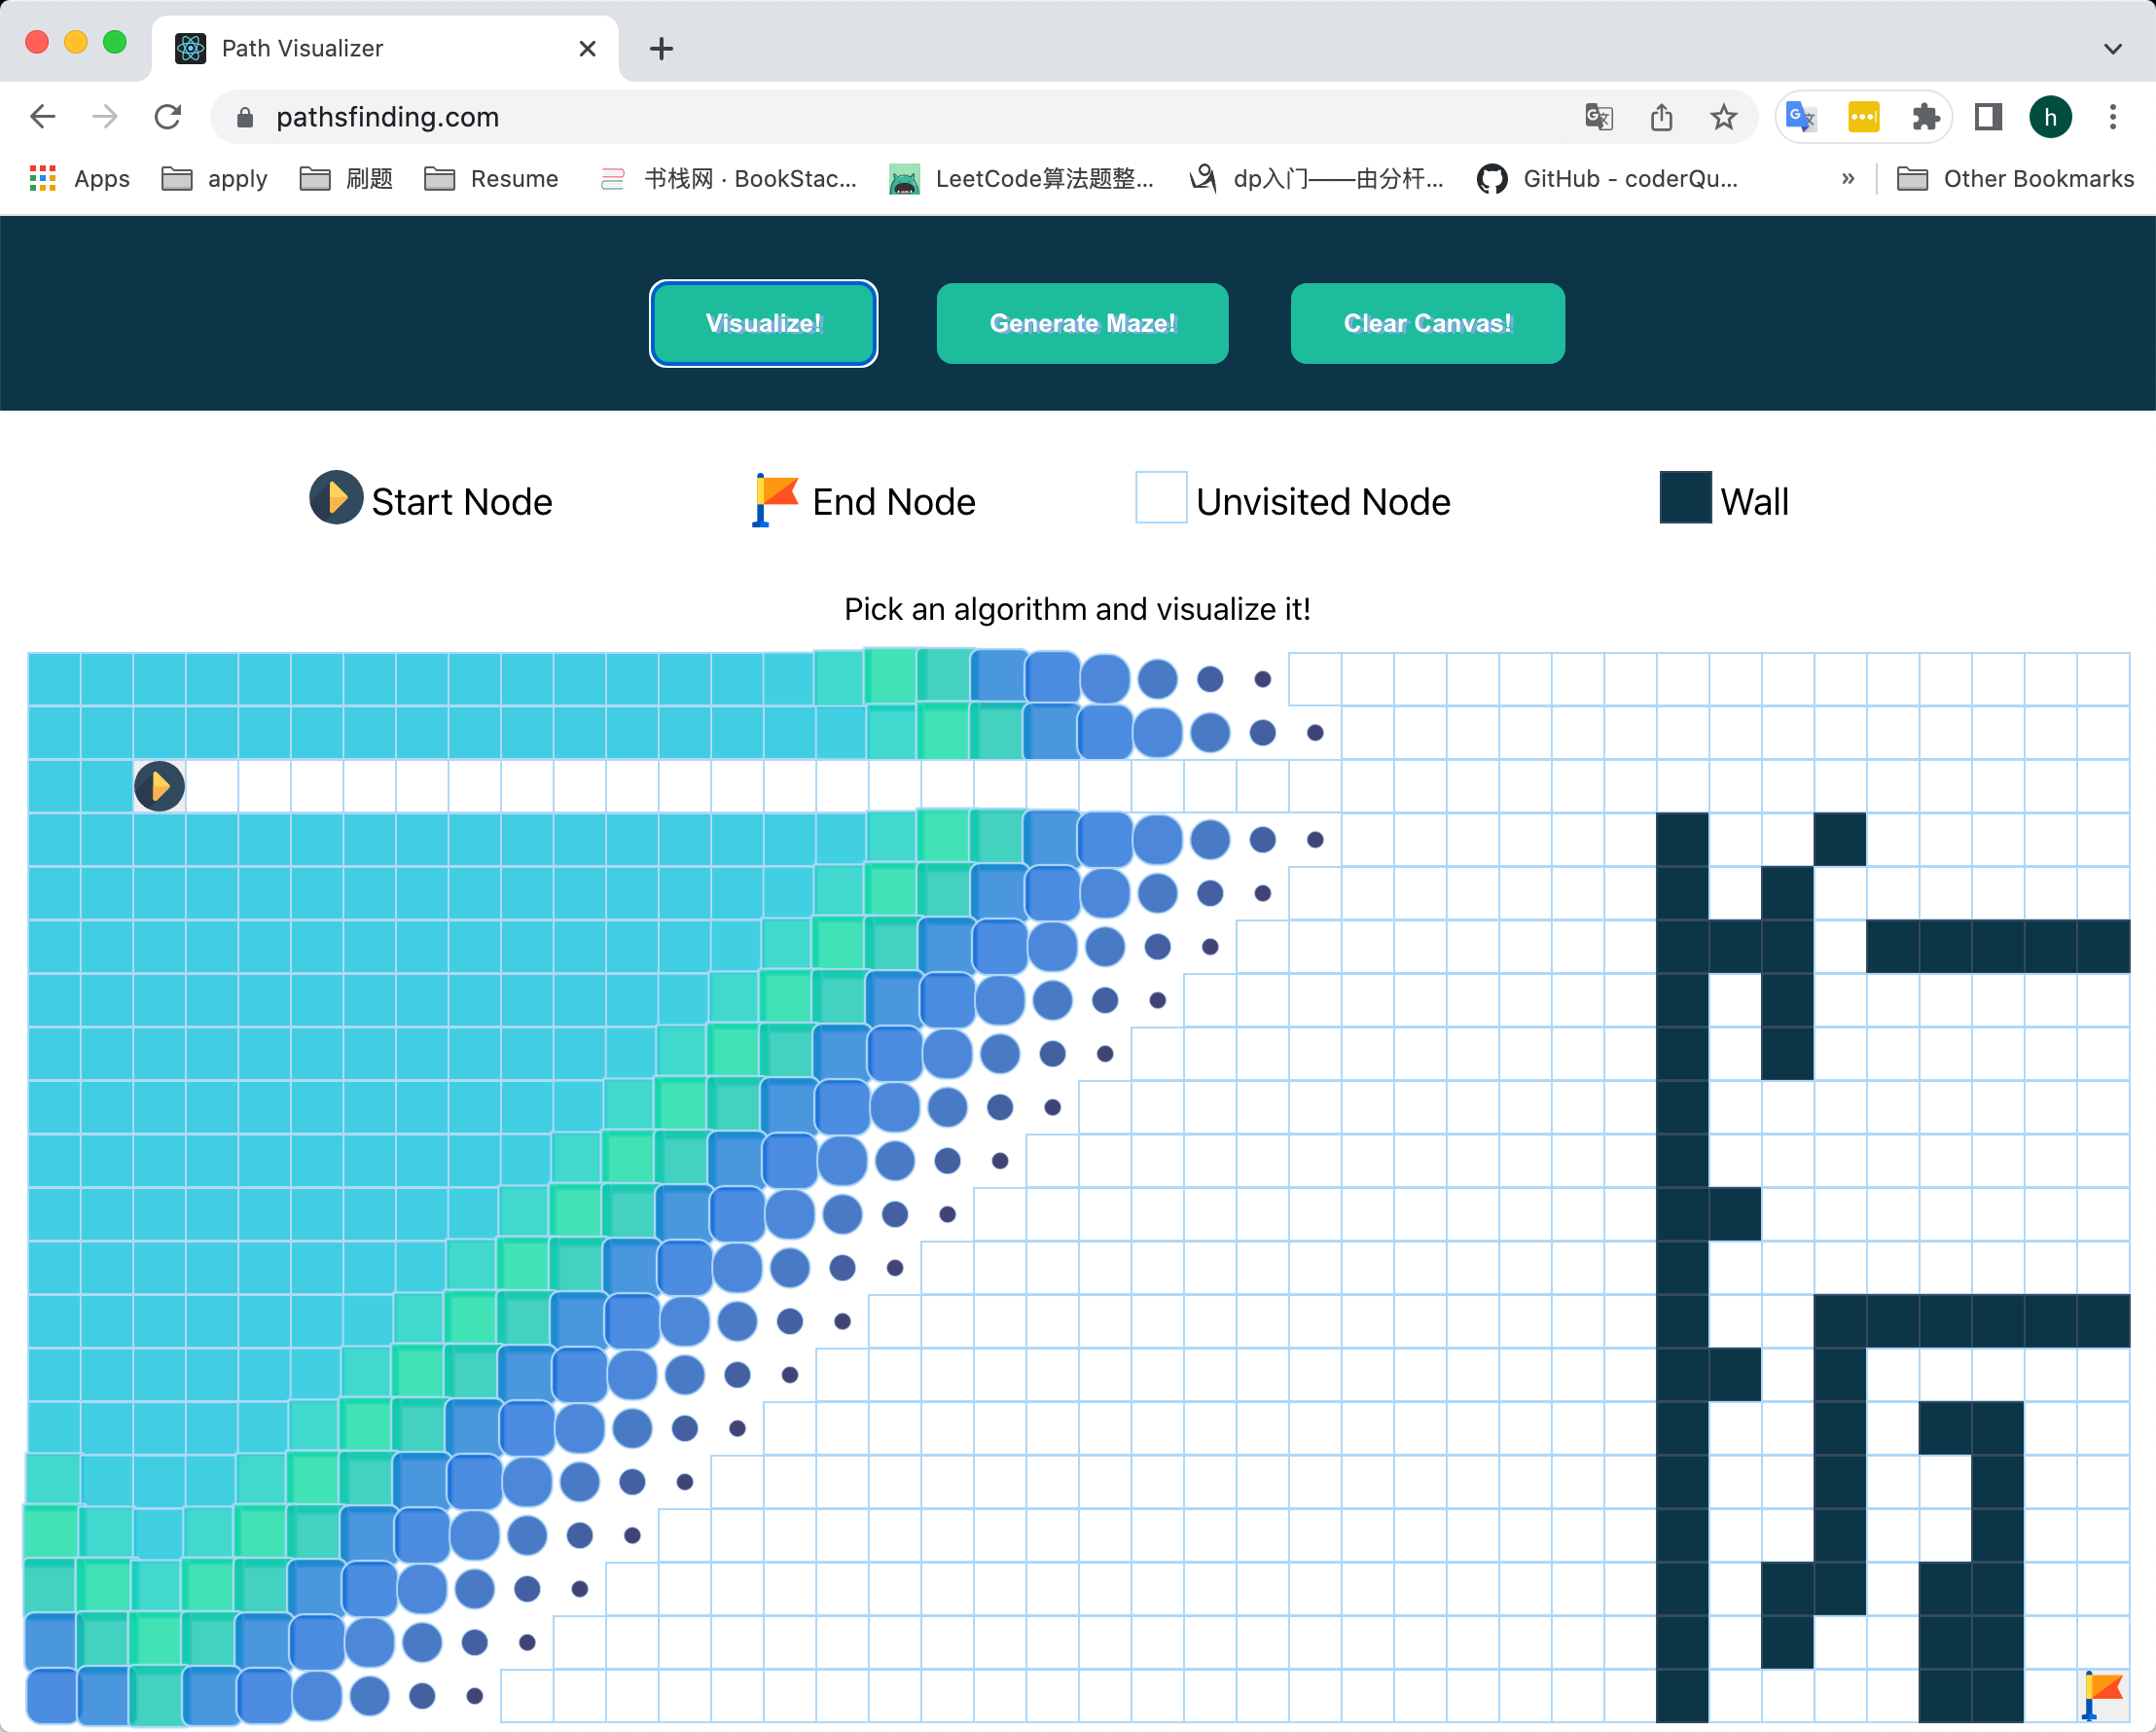 Path Visualizer
pathsfinding.com
h
Apps apply 刷题 Resume 书栈网 · BookStac... LeetCode算法题整... dp入门——由分杆... GitHub - coderQu... » Other Bookmarks
Visualize! Generate Maze! Clear Canvas!
Start Node End Node Unvisited Node Wall
Pick an algorithm and visualize it!